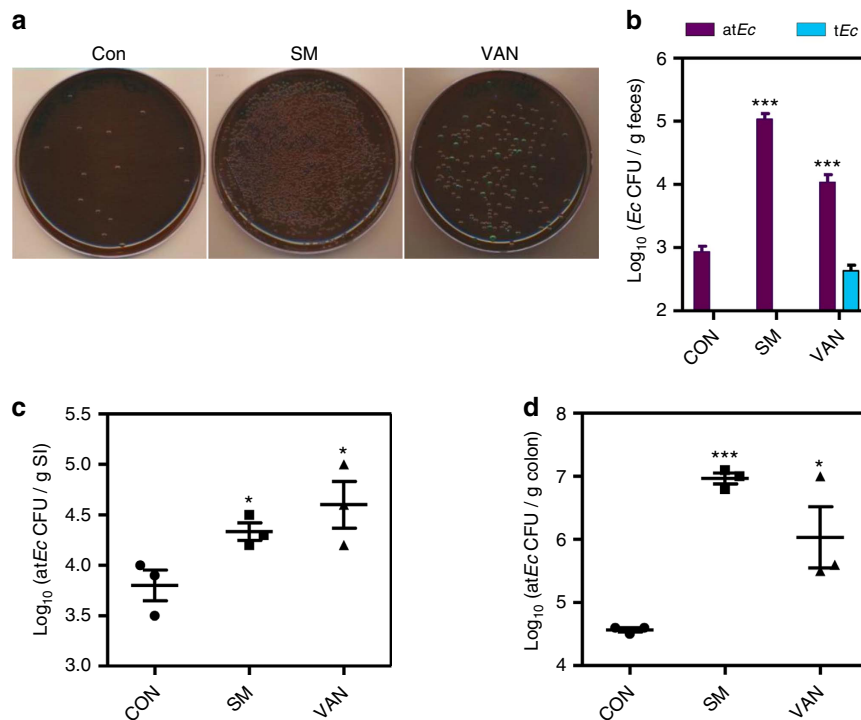 a
Con SM VAN
b
atEc tEc
Log10 (Ec CFU / g feces)
6
5
4
3
2
***
***
CON SM VAN
c
Log10 (atEc CFU / g SI)
5.5
5.0
4.5
4.0
3.5
3.0
*
*
CON SM VAN
d
Log10 (atEc CFU / g colon)
8
7
6
5
4
***
*
CON SM VAN